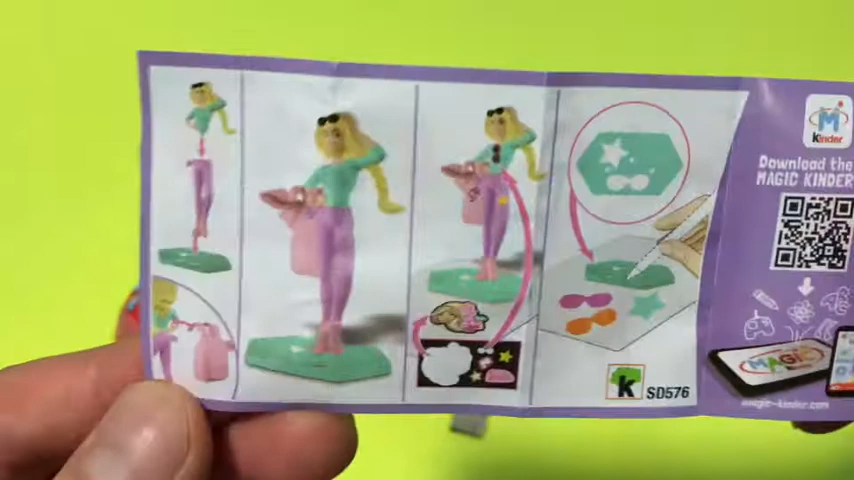 M
Kinder
Download the
MAGIC KINDER
MAGIC
K
SD576
magic-kinder.com